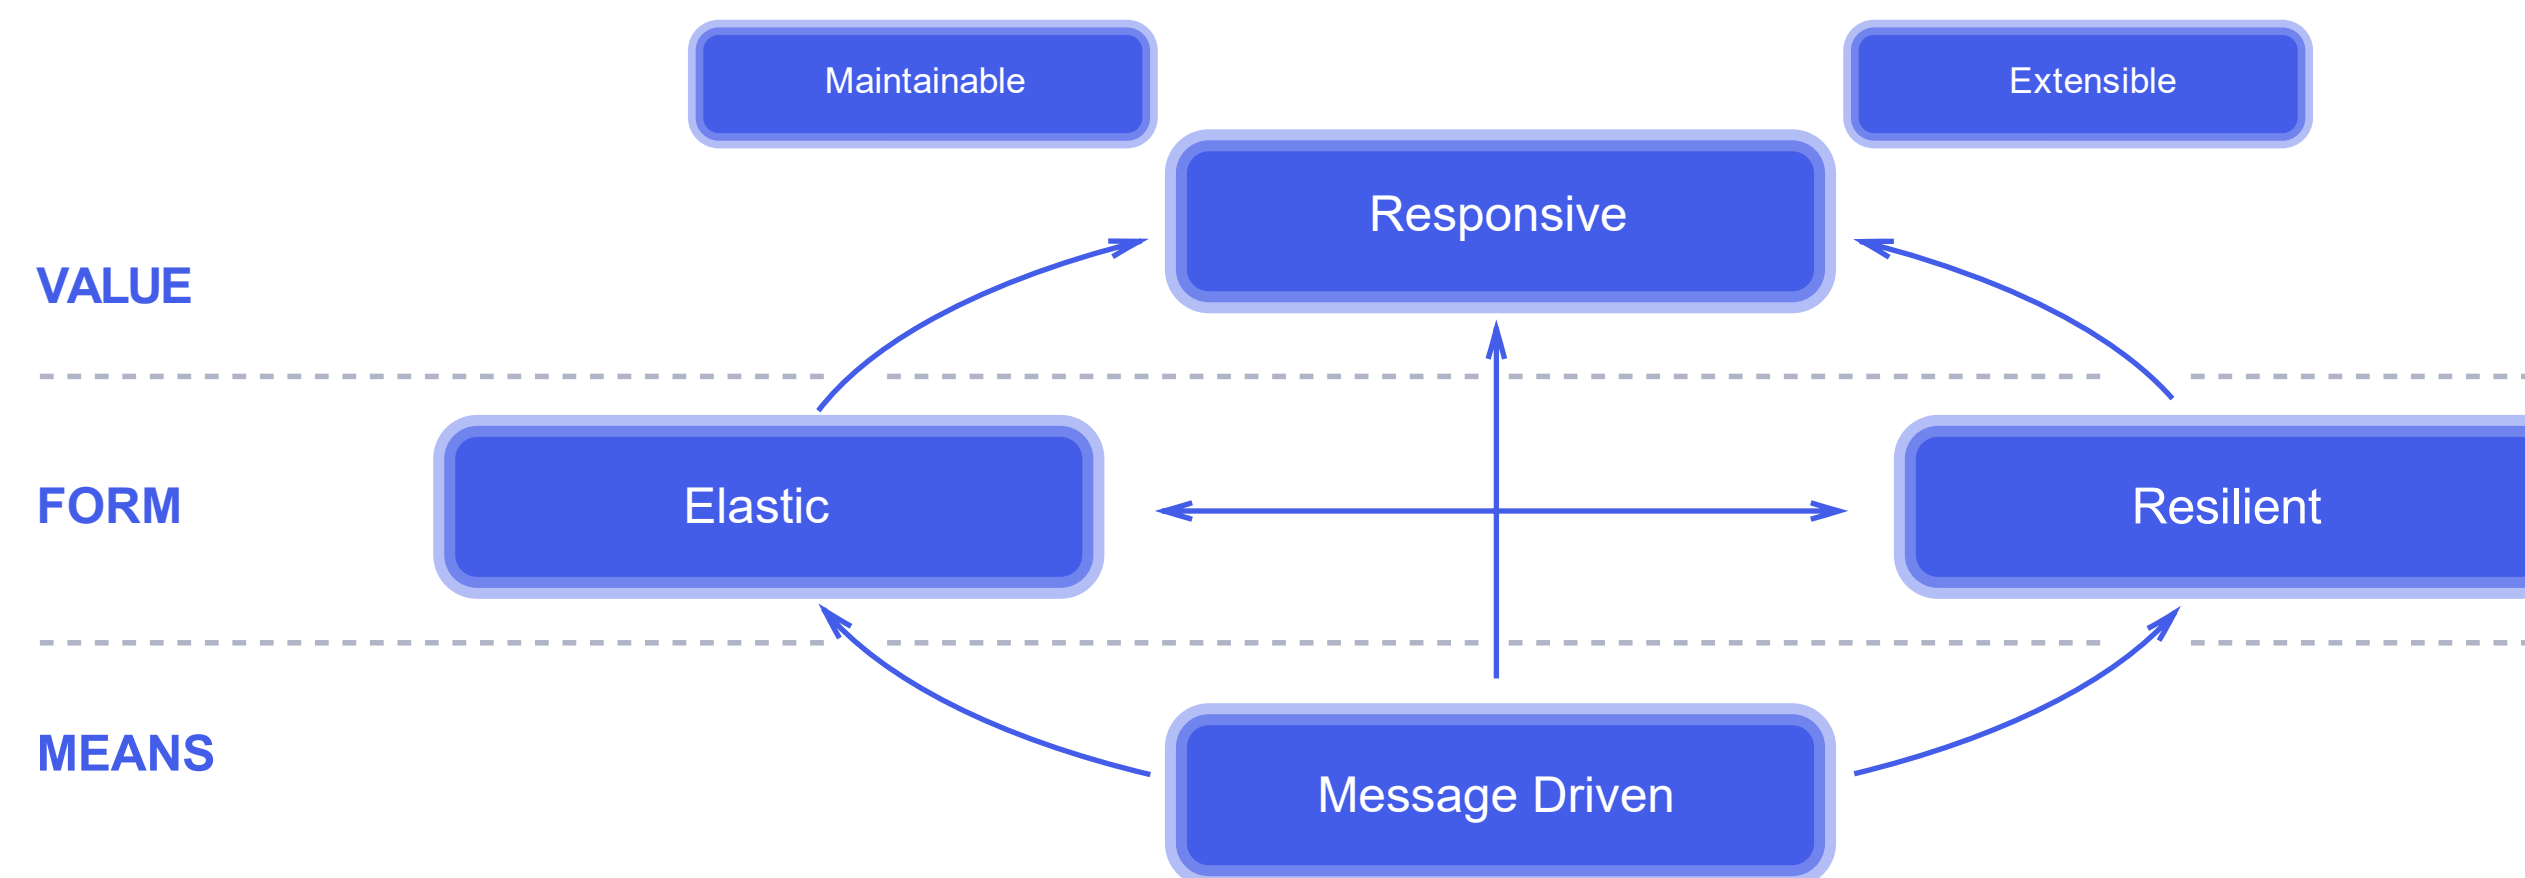 Maintainable
Extensible
Responsive
VALUE
FORM
Elastic
Resilient
MEANS
Message Driven